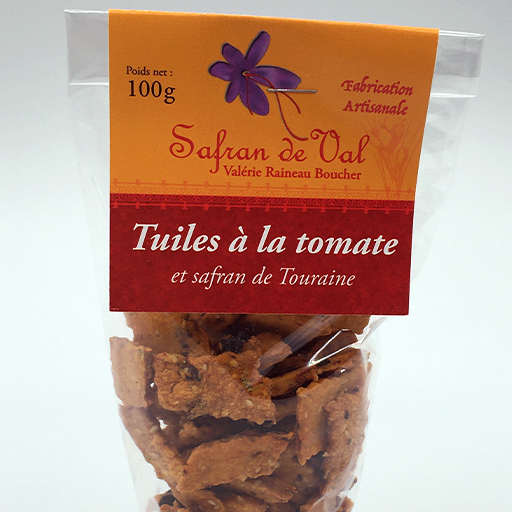 Poids net :
100g
Fabrication
Artisanale
Safran de Val
Valérie Raineau Boucher
Tuiles à la tomate
et safran de Touraine